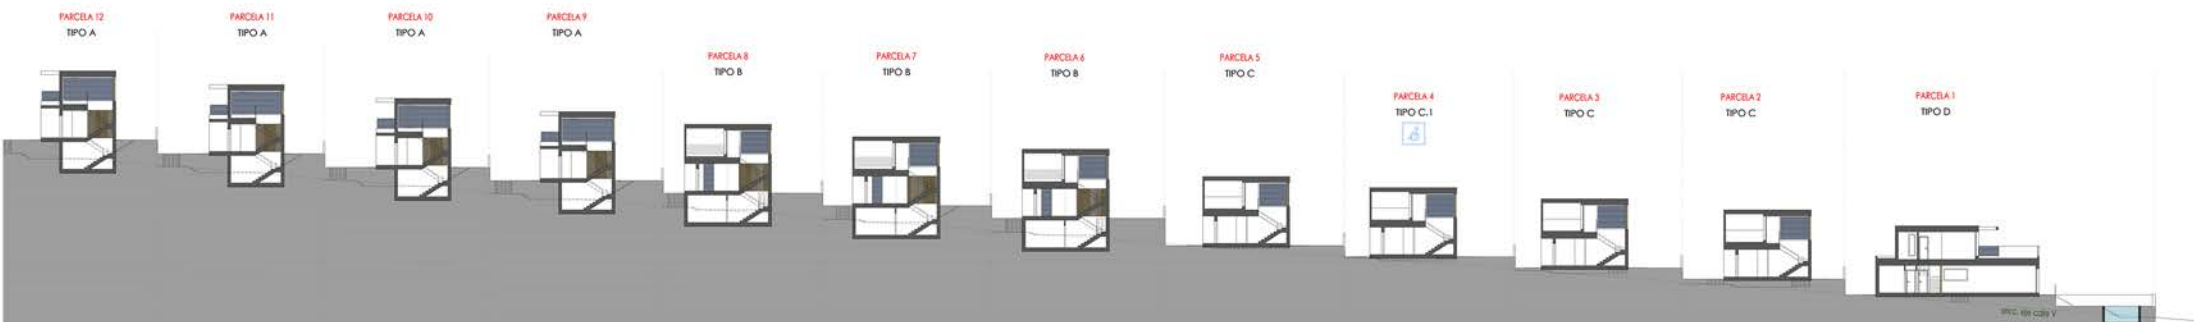 PARCELA 12
TIPO A
PARCELA 11
TIPO A
PARCELA 10
TIPO A
PARCELA 9
TIPO A
PARCELA 8
TIPO B
PARCELA 7
TIPO B
PARCELA 6
TIPO B
PARCELA 5
TIPO C
PARCELA 4
TIPO C.1
PARCELA 3
TIPO C
PARCELA 2
TIPO C
PARCELA 1
TIPO D